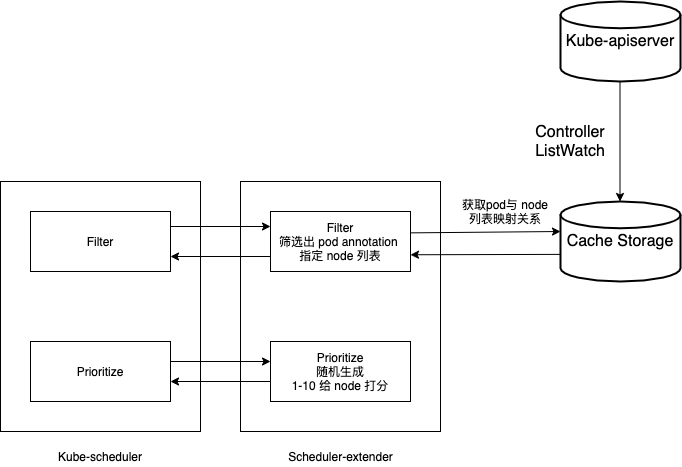 Kube-apiserver
Controller
ListWatch
获取pod与 node
列表映射关系
Cache Storage
Filter
Filter
筛选出 pod annotation
指定 node 列表
Prioritize
Prioritize
随机生成
1-10 给 node 打分
Kube-scheduler
Scheduler-extender